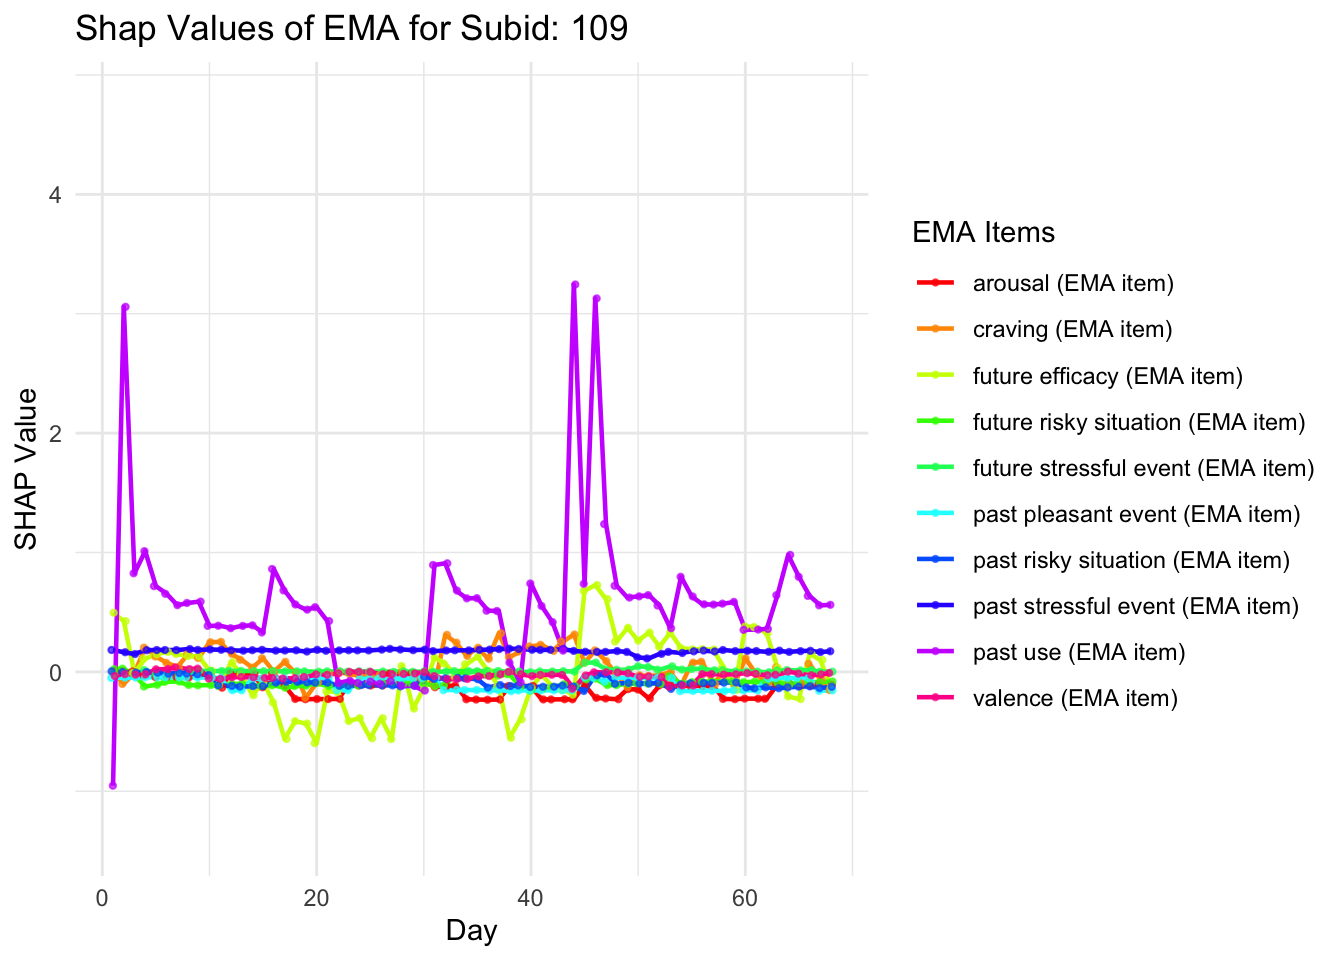 Shap Values of EMA for Subid: 109
SHAP Value
4
2
0
0
20
40
60
Day
EMA Items
arousal (EMA item)
craving (EMA item)
future efficacy (EMA item)
future risky situation (EMA item)
future stressful event (EMA item)
past pleasant event (EMA item)
past risky situation (EMA item)
past stressful event (EMA item)
past use (EMA item)
valence (EMA item)